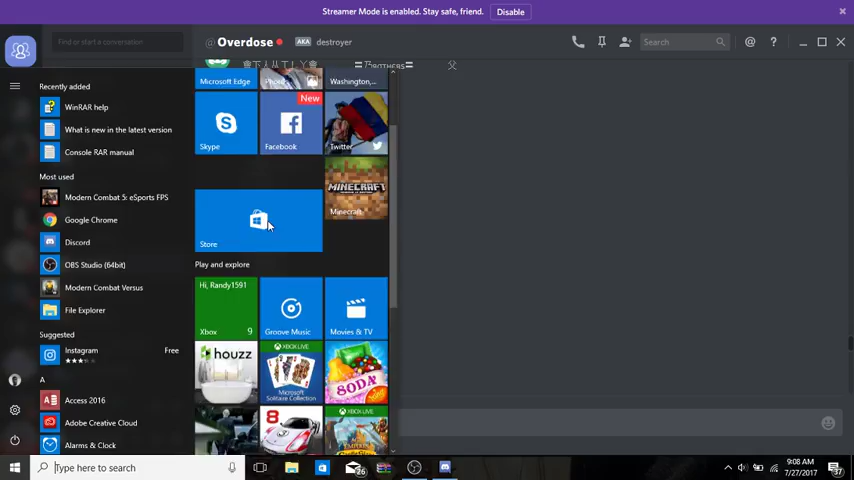 Streamer Mode is enabled. Stay safe, friend. Disable
Find or start a conversation
@Overdose AKA destroyer
Search
Recently added
WinRAR help
What is new in the latest version
Console RAR manual
Most used
Modern Combat 5: eSports FPS
Google Chrome
Discord
OBS Studio (64bit)
Modern Combat Versus
File Explorer
Suggested
Instagram Free
A
Access 2016
Adobe Creative Cloud
Alarms & Clock
Microsoft Edge
Washington,...
New
Skype
Facebook
Twitter
MINECRAFT
Minecraft
Store
Play and explore
Hi, Randy1591
Xbox 9
Groove Music
Movies & TV
houzz
XBOX LIVE
Microsoft
Solitaire Collection
SODA
8
XBOX LIVE
Type here to search
26
9:08 AM
7/27/2017
37